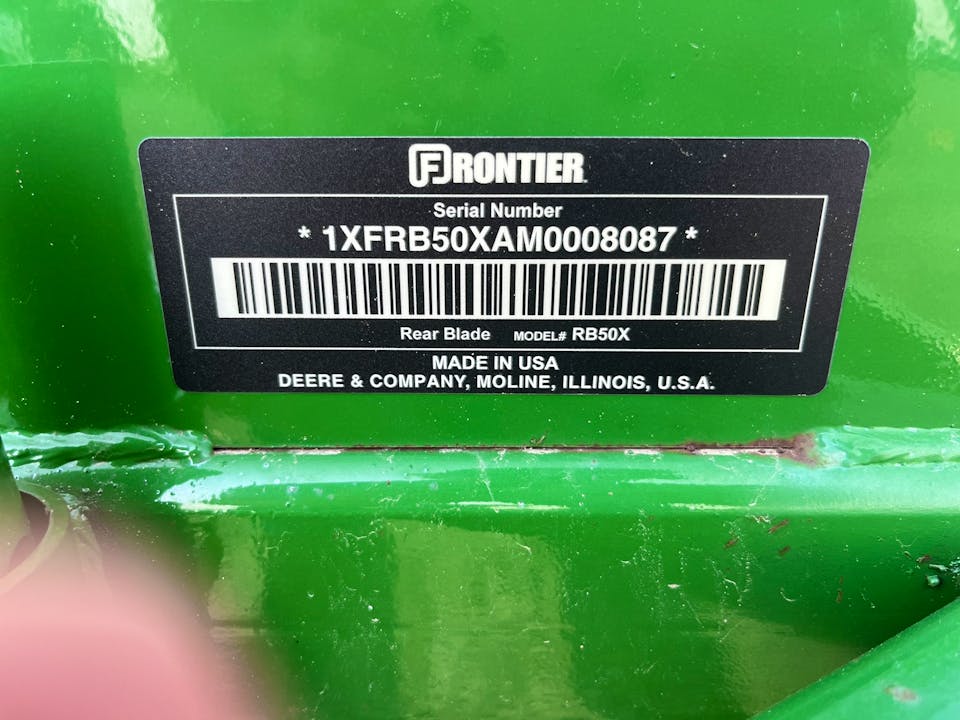 FRONTIER
Serial Number
* 1XFRB50XAM0008087 *
Rear Blade MODEL# RB50X
MADE IN USA
DEERE & COMPANY, MOLINE, ILLINOIS, U.S.A.